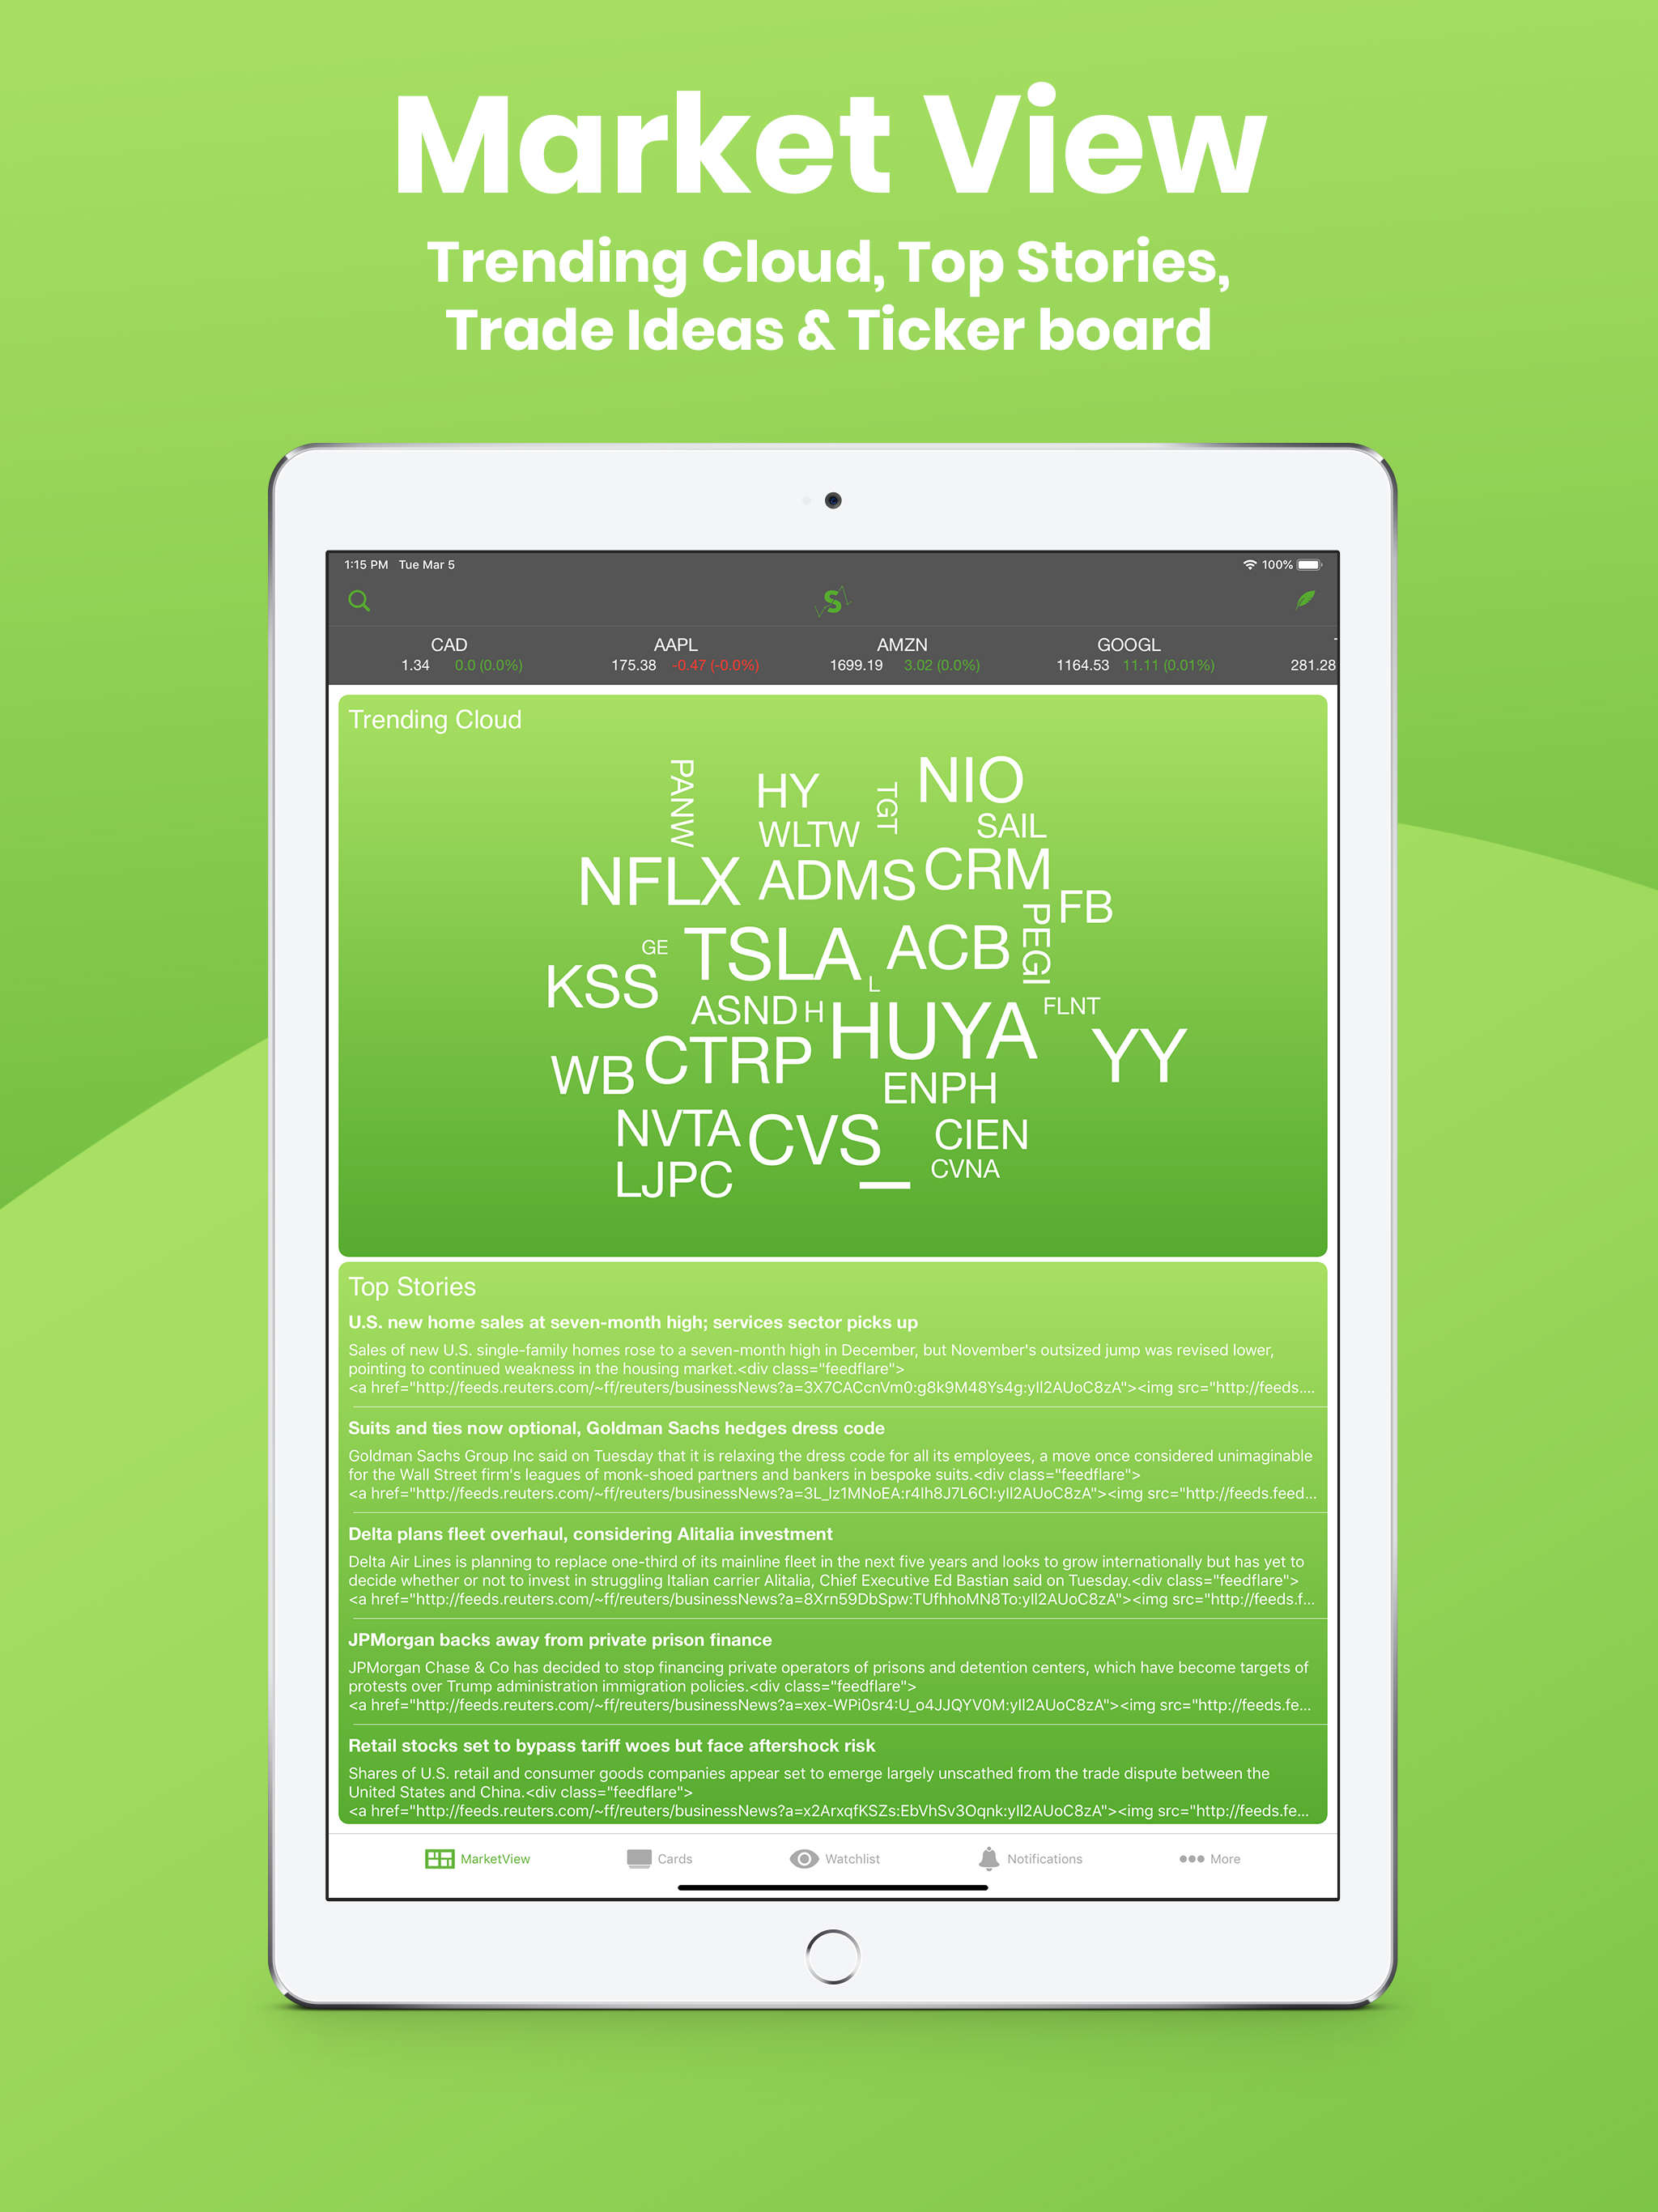 Market View
Trending Cloud, Top Stories,
Trade Ideas & Ticker board
1:15 PM Tue Mar 5
100%
S
CAD
1.34 0.0 (0.0%)
AAPL
175.38 -0.47 (-0.0%)
AMZN
1699.19 3.02 (0.0%)
GOOGL
1164.53 11.11 (0.01%)
281.28
Trending Cloud
PANW
HY
TGT
NIO
WLTW
SAIL
NFLX
ADMS
CRM
FB
PEGI
GE
TSLA
ACB
KSS
L
ASND
H
HUYA
FLNT
WB
CTRP
YY
ENPH
NVTA
CVS
CIEN
LJPC
CVNA
Top Stories
U.S. new home sales at seven-month high; services sector picks up
Sales of new U.S. single-family homes rose to a seven-month high in December, but November's outsized jump was revised lower,
pointing to continued weakness in the housing market.<div class="feedflare">
<a href="http://feeds.reuters.com/~ff/reuters/businessNews?a=3X7CACcnVm0:g8k9M48Ys4g:yIl2AUoC8zA"><img src="http://feeds....
Suits and ties now optional, Goldman Sachs hedges dress code
Goldman Sachs Group Inc said on Tuesday that it is relaxing the dress code for all its employees, a move once considered unimaginable
for the Wall Street firm's leagues of monk-shoed partners and bankers in bespoke suits.<div class="feedflare">
<a href="http://feeds.reuters.com/~ff/reuters/businessNews?a=3L_lz1MNoEA:r4Ih8J7L6CI:yIl2AUoC8zA"><img src="http://feeds.feed...
Delta plans fleet overhaul, considering Alitalia investment
Delta Air Lines is planning to replace one-third of its mainline fleet in the next five years and looks to grow internationally but has yet to
decide whether or not to invest in struggling Italian carrier Alitalia, Chief Executive Ed Bastian said on Tuesday.<div class="feedflare">
<a href="http://feeds.reuters.com/~ff/reuters/businessNews?a=8Xrn59DbSpw:TUfhhoMN8To:yIl2AUoC8zA"><img src="http://feeds.f...
JPMorgan backs away from private prison finance
JPMorgan Chase & Co has decided to stop financing private operators of prisons and detention centers, which have become targets of
protests over Trump administration immigration policies.<div class="feedflare">
<a href="http://feeds.reuters.com/~ff/reuters/businessNews?a=xex-WPi0sr4:U_o4JJQYV0M:yIl2AUoC8zA"><img src="http://feeds.fe...
Retail stocks set to bypass tariff woes but face aftershock risk
Shares of U.S. retail and consumer goods companies appear set to emerge largely unscathed from the trade dispute between the
United States and China.<div class="feedflare">
<a href="http://feeds.reuters.com/~ff/reuters/businessNews?a=x2ArxqfKSZs:EbVhSv3Oqnk:yIl2AUoC8zA"><img src="http://feeds.fe...
MarketView
Cards
Watchlist
Notifications
More